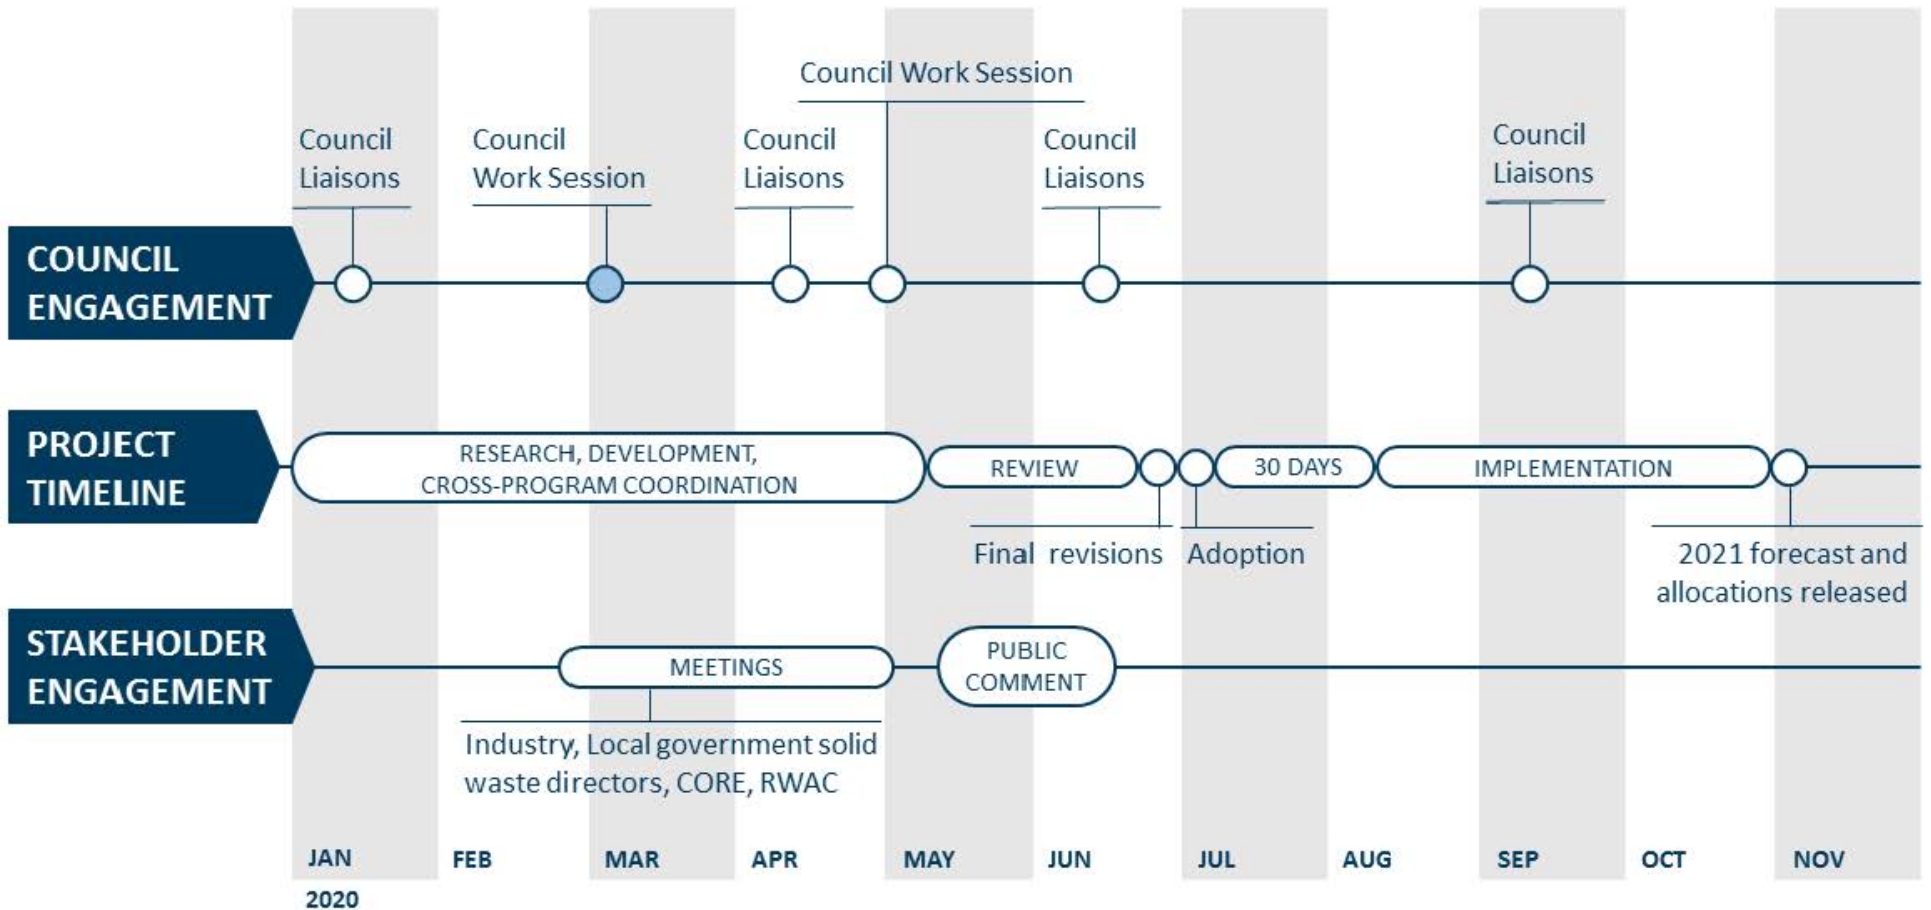 Council Work Session
Council
Liaisons
Council
Work Session
Council
Liaisons
Council
Liaisons
Council
Liaisons
COUNCIL
ENGAGEMENT
PROJECT
TIMELINE
RESEARCH, DEVELOPMENT,
CROSS-PROGRAM COORDINATION
REVIEW
30 DAYS
IMPLEMENTATION
Final revisions
Adoption
2021 forecast and
allocations released
STAKEHOLDER
ENGAGEMENT
MEETINGS
PUBLIC
COMMENT
Industry, Local government solid
waste directors, CORE, RWAC
JAN
2020
FEB
MAR
APR
MAY
JUN
JUL
AUG
SEP
OCT
NOV